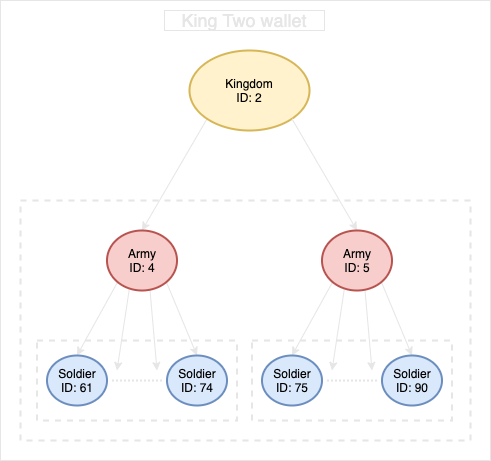 King Two wallet
Kingdom
ID: 2
Army
ID: 4
Army
ID: 5
Soldier
ID: 61
Soldier
ID: 74
Soldier
ID: 75
Soldier
ID: 90